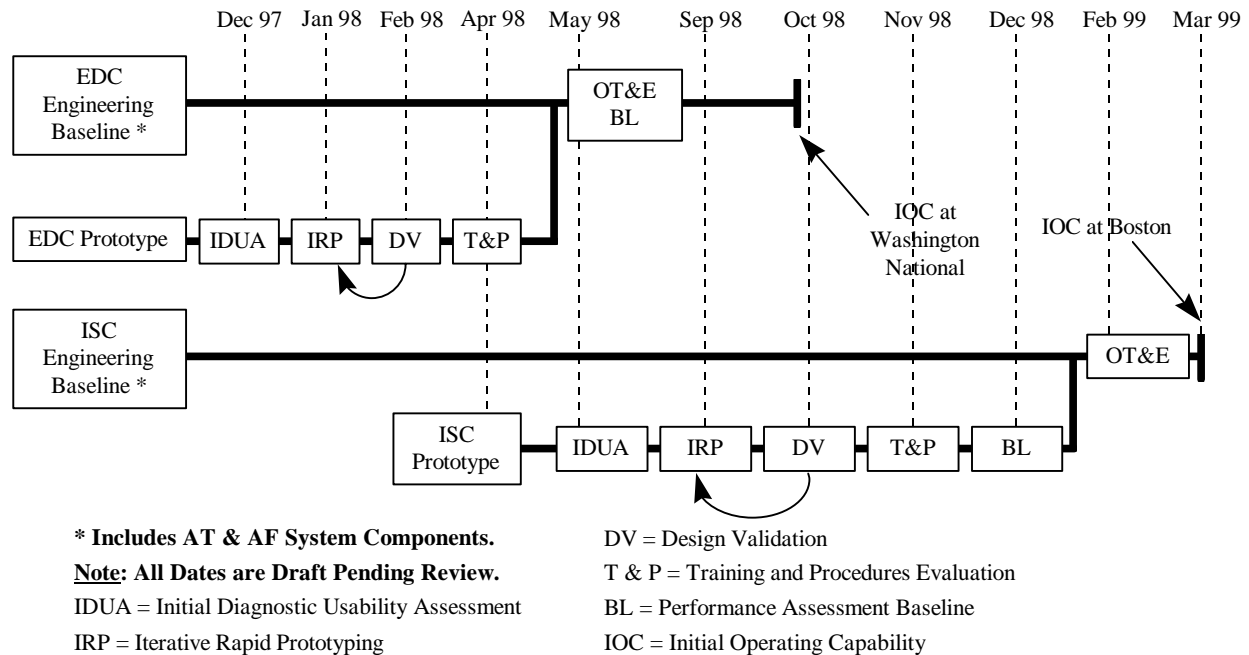 Dec 97 Jan 98 Feb 98 Apr 98 May 98 Sep 98 Oct 98 Nov 98 Dec 98 Feb 99 Mar 99
EDC
Engineering
Baseline *
OT&E
BL
IOC at
Washington
National
IOC at Boston
EDC Prototype
IDUA
IRP
DV
T&P
ISC
Engineering
Baseline *
OT&E
ISC
Prototype
IDUA
IRP
DV
T&P
BL
* Includes AT & AF System Components.
Note: All Dates are Draft Pending Review.
IDUA = Initial Diagnostic Usability Assessment
IRP = Iterative Rapid Prototyping
DV = Design Validation
T & P = Training and Procedures Evaluation
BL = Performance Assessment Baseline
IOC = Initial Operating Capability